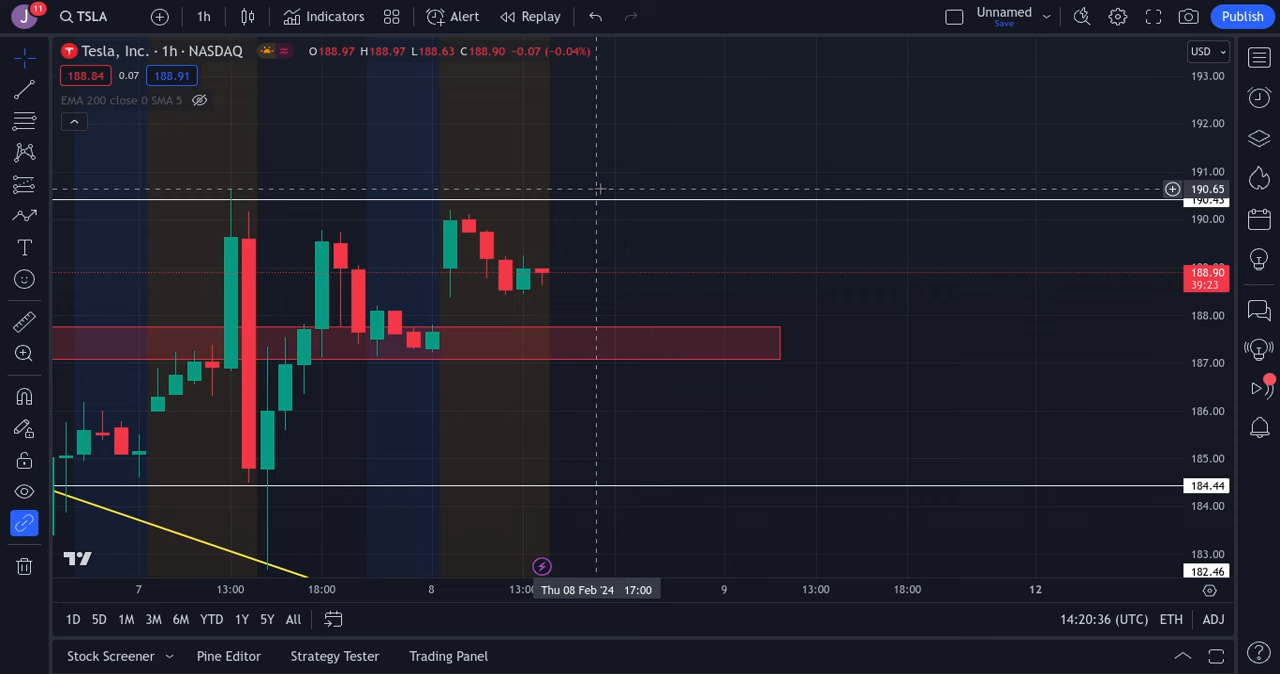 J 11 TSLA 1h Indicators Alert Replay Unnamed Save Publish
Tesla, Inc. · 1h · NASDAQ O188.97 H188.97 L188.63 C188.90 −0.07 (−0.04%) USD
188.84 0.07 188.91
EMA 200 close 0 SMA 5
193.00
192.00
191.00
190.65
190.43
190.00
188.90
39:23
188.00
187.00
186.00
185.00
184.44
184.00
183.00
182.46
7 13:00 18:00 8 13:00 Thu 08 Feb '24 17:00 9 13:00 18:00 12
1D 5D 1M 3M 6M YTD 1Y 5Y All 14:20:36 (UTC) ETH ADJ
Stock Screener Pine Editor Strategy Tester Trading Panel